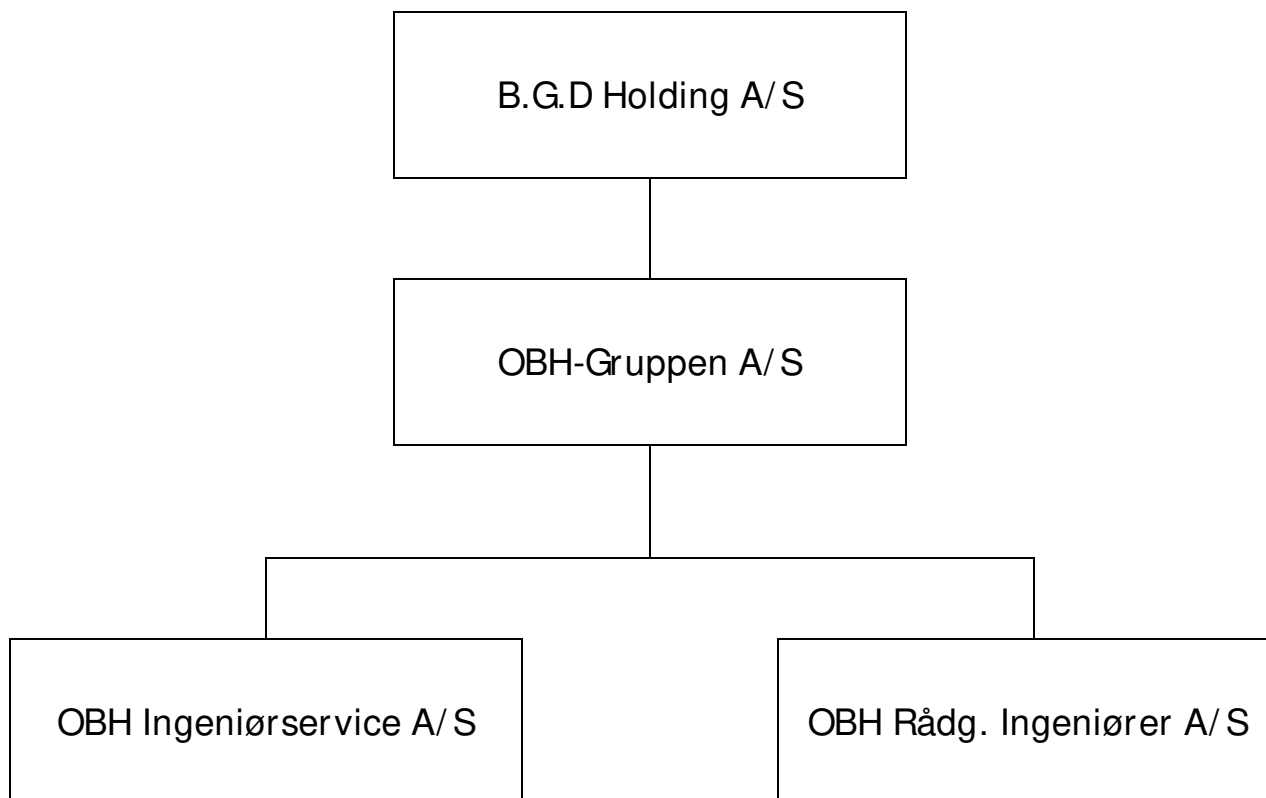 B.G.D Holding A/S
OBH-Gruppen A/S
OBH Ingeniørservice A/S
OBH Rådg. Ingeniører A/S